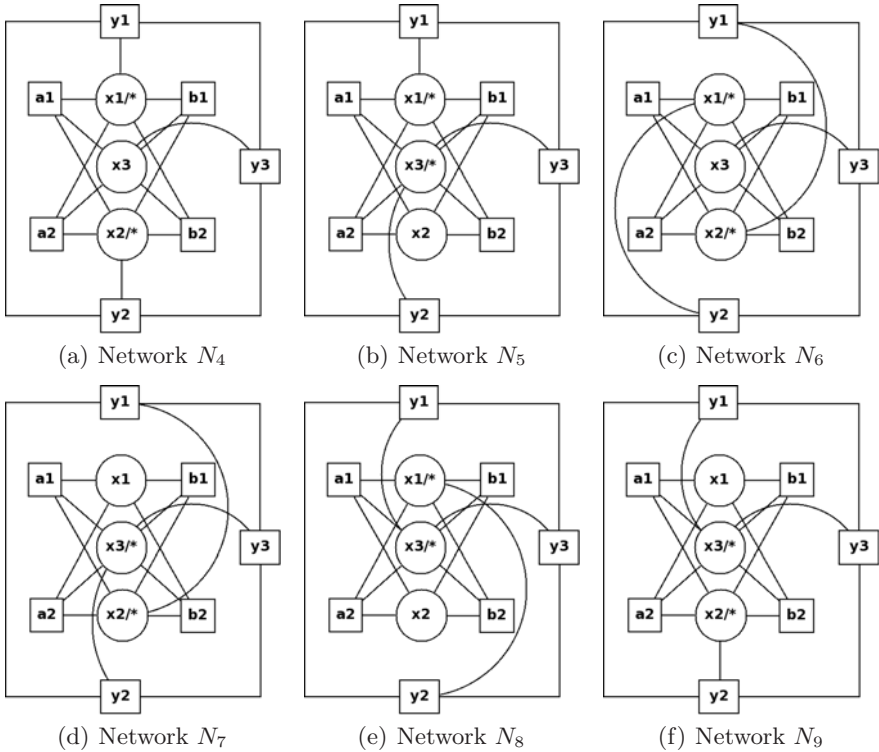 y1 y1 y1
a1 x1/* b1 a1 x1/* b1 a1 x1/* b1
x3 y3 x3/* y3 x3 y3
a2 x2/* b2 a2 x2 b2 a2 x2/* b2
y2 y2 y2
(a) Network N4 (b) Network N5 (c) Network N6
y1 y1 y1
a1 x1 b1 a1 x1/* b1 a1 x1 b1
x3/* y3 x3/* y3 x3/* y3
a2 x2/* b2 a2 x2 b2 a2 x2/* b2
y2 y2 y2
(d) Network N7 (e) Network N8 (f) Network N9